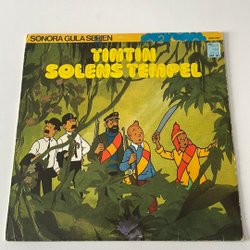 SONORA GULA SERIEN
TINTIN
SOLENS TEMPEL